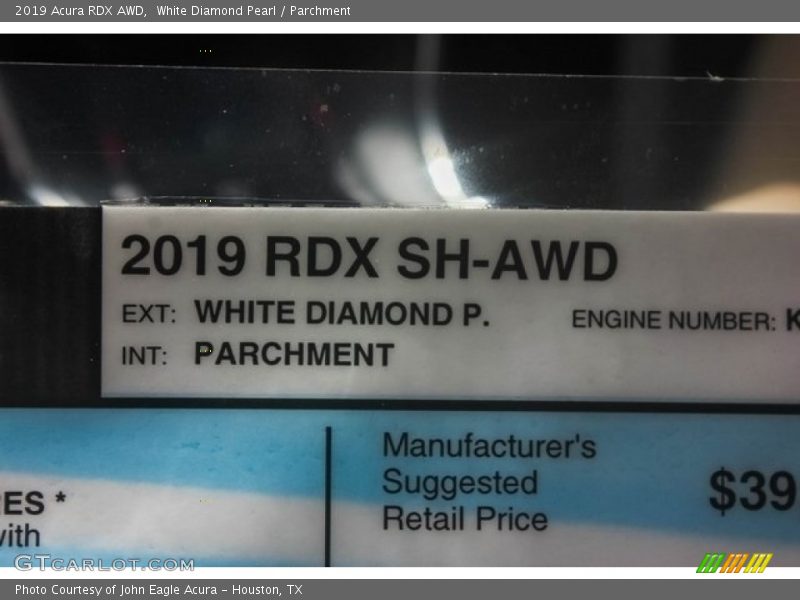 2019 Acura RDX AWD,  White Diamond Pearl / Parchment
2019 RDX SH-AWD
EXT: WHITE DIAMOND P.
ENGINE NUMBER: K
INT: PARCHMENT
Manufacturer's
Suggested
Retail Price
$39
ES *
with
GTCARLOT.COM
Photo Courtesy of John Eagle Acura - Houston, TX